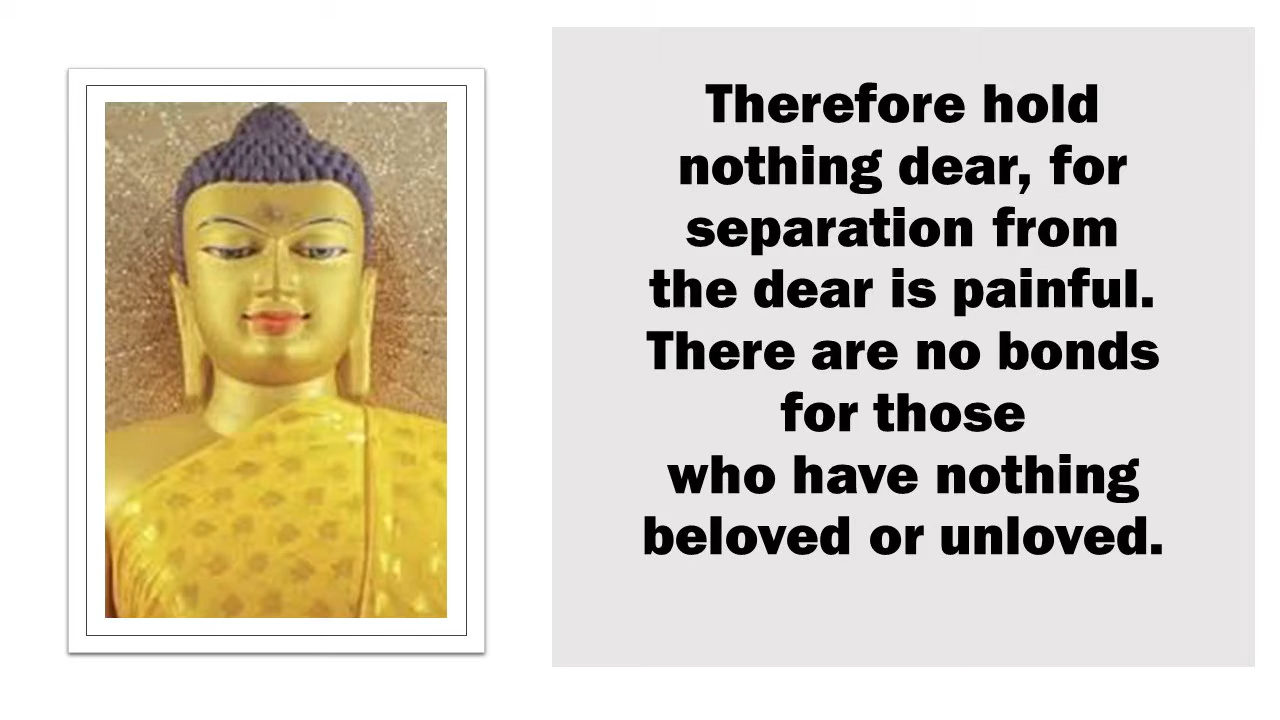 Therefore hold
nothing dear, for
separation from
the dear is painful.
There are no bonds
for those
who have nothing
beloved or unloved.